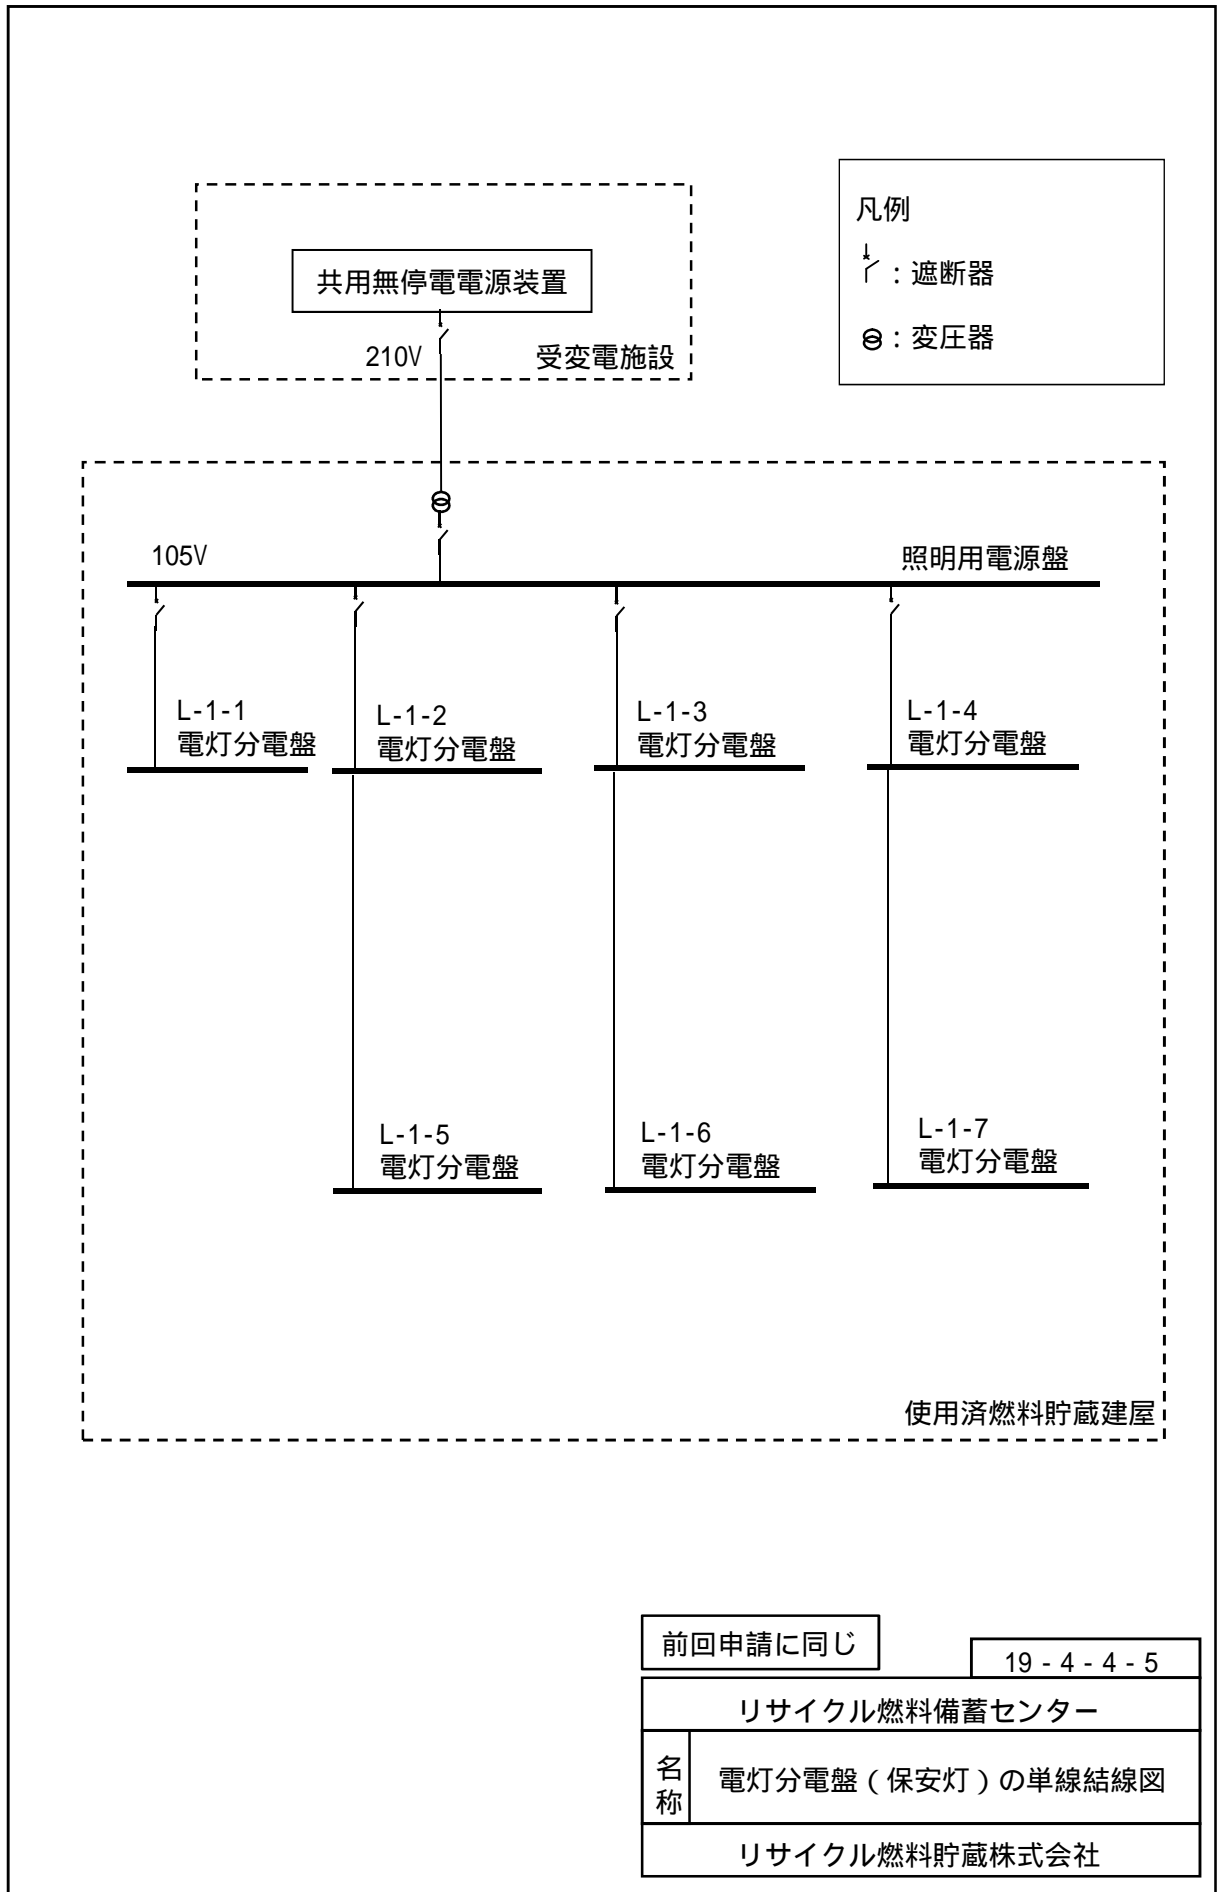 共用無停電電源装置
210V
受変電施設
凡例
：遮断器
：変圧器
105V
照明用電源盤
L-1-1
電灯分電盤
L-1-2
電灯分電盤
L-1-3
電灯分電盤
L-1-4
電灯分電盤
L-1-5
電灯分電盤
L-1-6
電灯分電盤
L-1-7
電灯分電盤
使用済燃料貯蔵建屋
前回申請に同じ
19 - 4 - 4 - 5
リサイクル燃料備蓄センター
名称
電灯分電盤（保安灯）の単線結線図
リサイクル燃料貯蔵株式会社